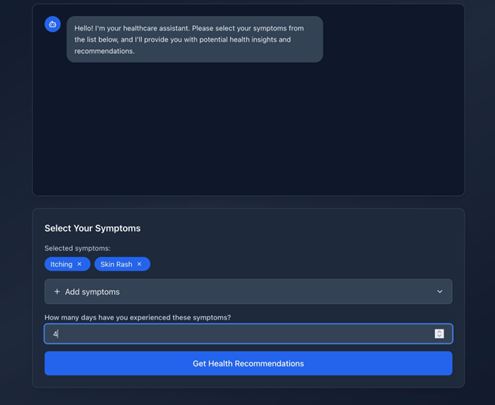 Hello! I'm your healthcare assistant. Please select your symptoms from
the list below, and I'll provide you with potential health insights and
recommendations.
Select Your Symptoms
Selected symptoms:
Itching × Skin Rash ×
+ Add symptoms
How many days have you experienced these symptoms?
4
Get Health Recommendations